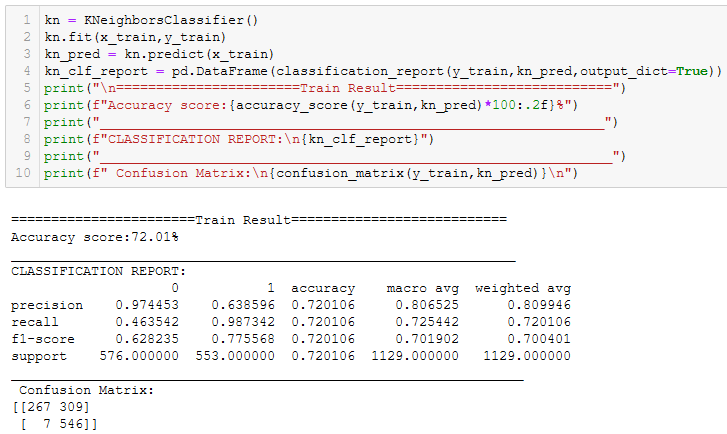 1 kn = KNeighborsClassifier()
2 kn.fit(x_train,y_train)
3 kn_pred = kn.predict(x_train)
4 kn_clf_report = pd.DataFrame(classification_report(y_train,kn_pred,output_dict=True))
5 print("\n=======================Train Result===========================")
6 print(f"Accuracy score:{accuracy_score(y_train,kn_pred)*100:.2f}%")
7 print("_______________________________________________________________")
8 print(f"CLASSIFICATION REPORT:\n{kn_clf_report}")
9 print("________________________________________________________________")
10 print(f" Confusion Matrix:\n{confusion_matrix(y_train,kn_pred)}\n")
=======================Train Result===========================
Accuracy score:72.01%
_______________________________________________________________
CLASSIFICATION REPORT:
0 1 accuracy macro avg weighted avg
precision 0.974453 0.638596 0.720106 0.806525 0.809946
recall 0.463542 0.987342 0.720106 0.725442 0.720106
f1-score 0.628235 0.775568 0.720106 0.701902 0.700401
support 576.000000 553.000000 0.720106 1129.000000 1129.000000
________________________________________________________________
Confusion Matrix:
[[267 309]
[ 7 546]]